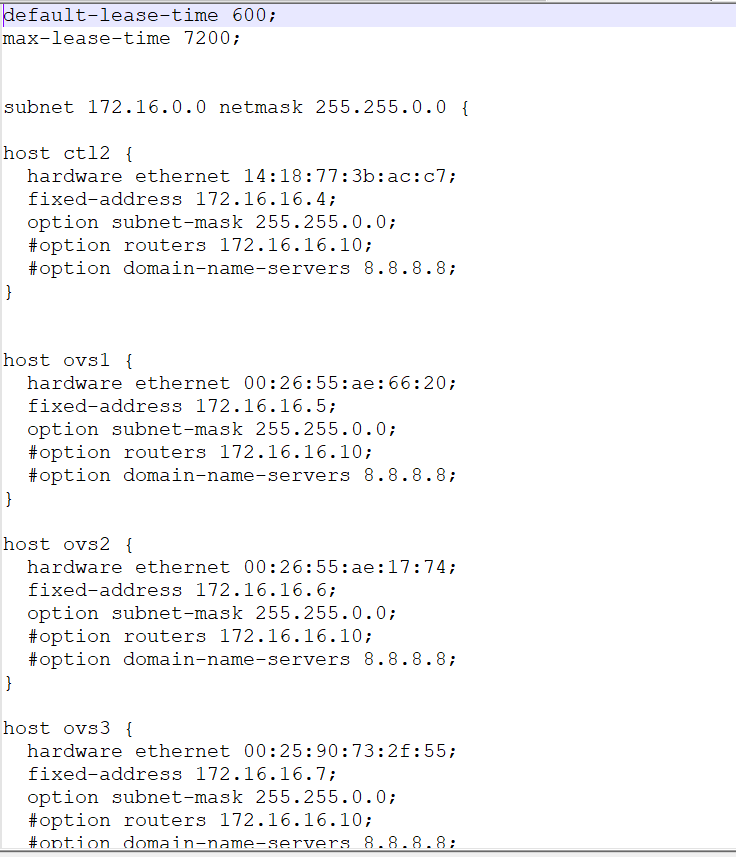 default-lease-time 600;
max-lease-time 7200;
subnet 172.16.0.0 netmask 255.255.0.0 {
host ctl2 {
hardware ethernet 14:18:77:3b:ac:c7;
fixed-address 172.16.16.4;
option subnet-mask 255.255.0.0;
#option routers 172.16.16.10;
#option domain-name-servers 8.8.8.8;
}
host ovs1 {
hardware ethernet 00:26:55:ae:66:20;
fixed-address 172.16.16.5;
option subnet-mask 255.255.0.0;
#option routers 172.16.16.10;
#option domain-name-servers 8.8.8.8;
}
host ovs2 {
hardware ethernet 00:26:55:ae:17:74;
fixed-address 172.16.16.6;
option subnet-mask 255.255.0.0;
#option routers 172.16.16.10;
#option domain-name-servers 8.8.8.8;
}
host ovs3 {
hardware ethernet 00:25:90:73:2f:55;
fixed-address 172.16.16.7;
option subnet-mask 255.255.0.0;
#option routers 172.16.16.10;
#option domain-name-servers 8.8.8.8;